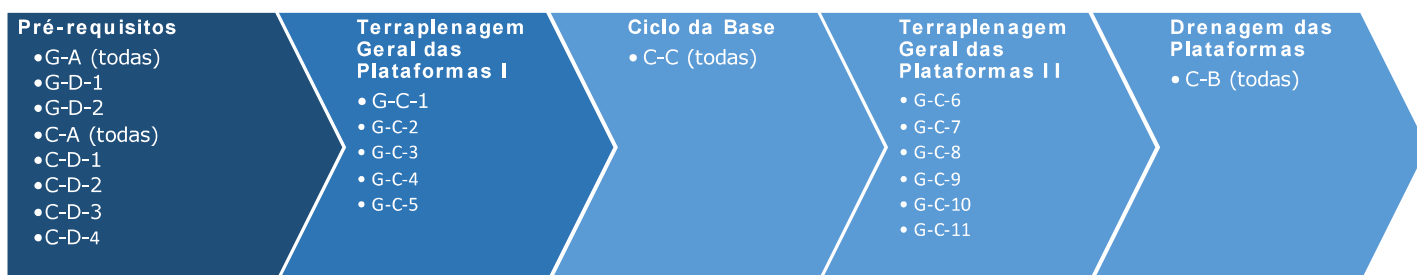 Pré-requisitos
•G-A (todas)
•G-D-1
•G-D-2
•C-A (todas)
•C-D-1
•C-D-2
•C-D-3
•C-D-4
Terraplenagem
Geral das
Plataformas I
•G-C-1
•G-C-2
•G-C-3
•G-C-4
•G-C-5
Ciclo da Base
•C-C (todas)
Terraplenagem
Geral das
Plataformas II
•G-C-6
•G-C-7
•G-C-8
•G-C-9
•G-C-10
•G-C-11
Drenagem das
Plataformas
•C-B (todas)